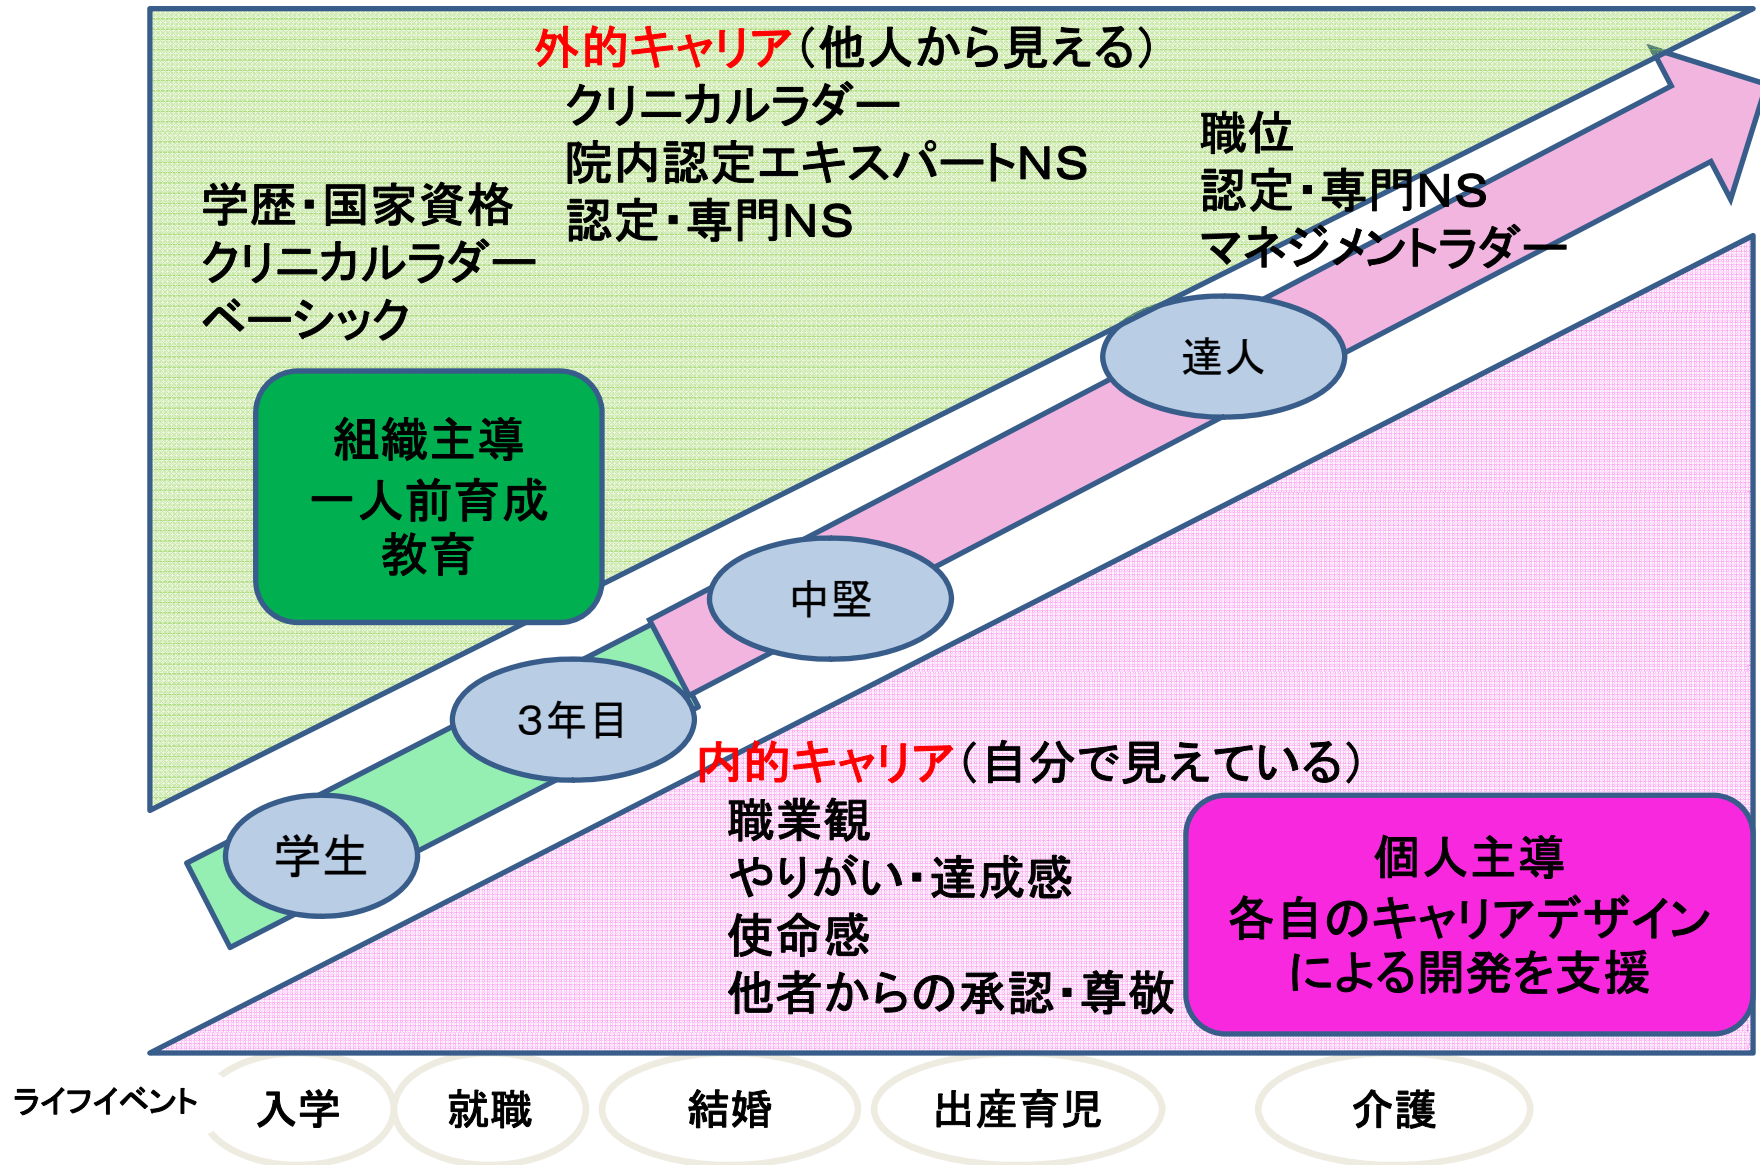 外的キャリア（他人から見える）
クリニカルラダー
院内認定エキスパートNS
認定・専門NS
職位
認定・専門NS
マネジメントラダー
学歴・国家資格
クリニカルラダー
ベーシック
組織主導
一人前育成
教育
達人
中堅
３年目
学生
内的キャリア（自分で見えている）
職業観
やりがい・達成感
使命感
他者からの承認・尊敬
個人主導
各自のキャリアデザイン
による開発を支援
ライフイベント
入学
就職
結婚
出産育児
介護